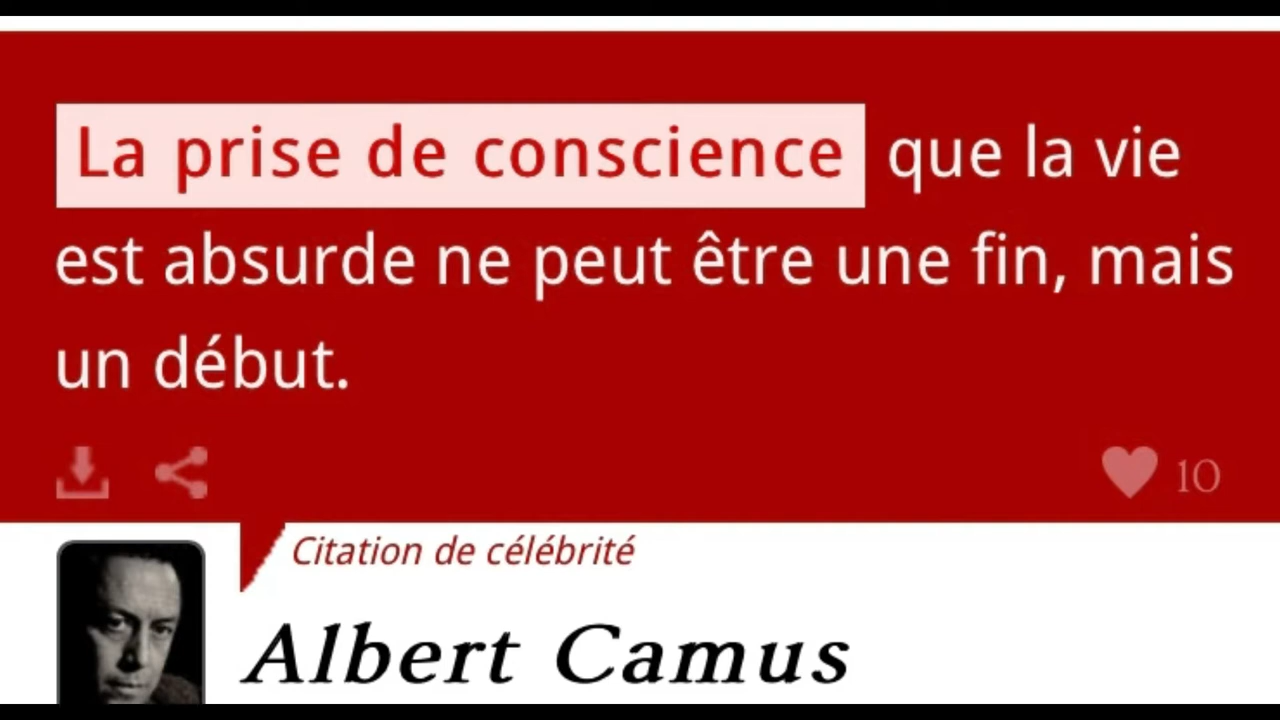 La prise de conscience que la vie
est absurde ne peut être une fin, mais
un début.
10
Citation de célébrité
Albert Camus